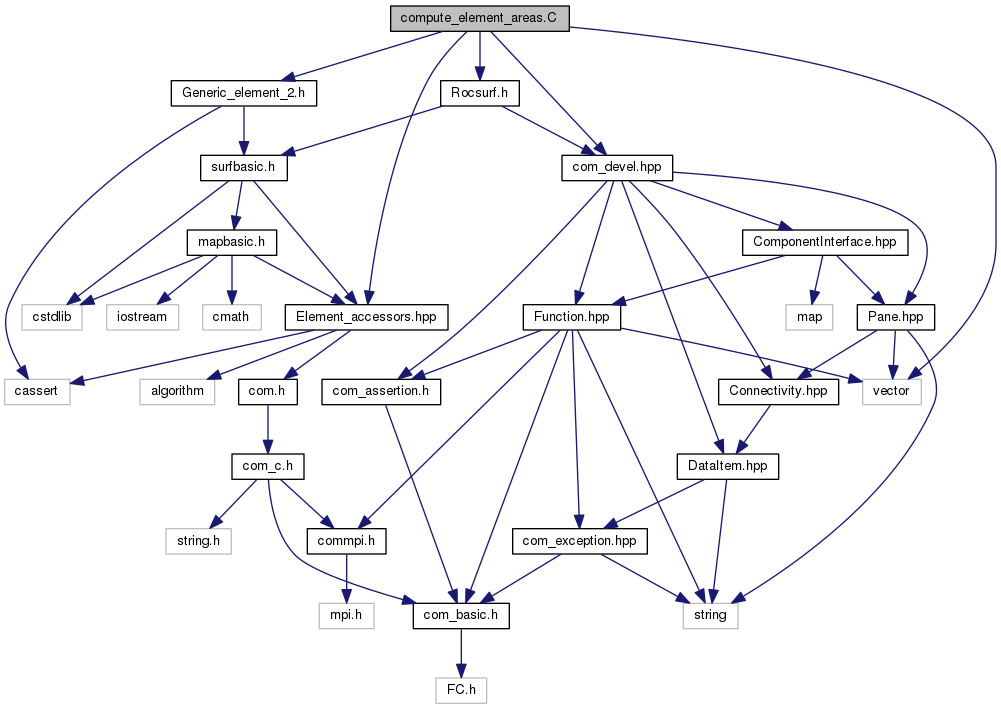 compute_element_areas.C
Generic_element_2.h
Rocsurf.h
surfbasic.h
com_devel.hpp
mapbasic.h
ComponentInterface.hpp
cstdlib
iostream
cmath
Element_accessors.hpp
Function.hpp
map
Pane.hpp
cassert
algorithm
com.h
com_assertion.h
Connectivity.hpp
vector
com_c.h
DataItem.hpp
string.h
commpi.h
com_exception.hpp
mpi.h
com_basic.h
string
FC.h